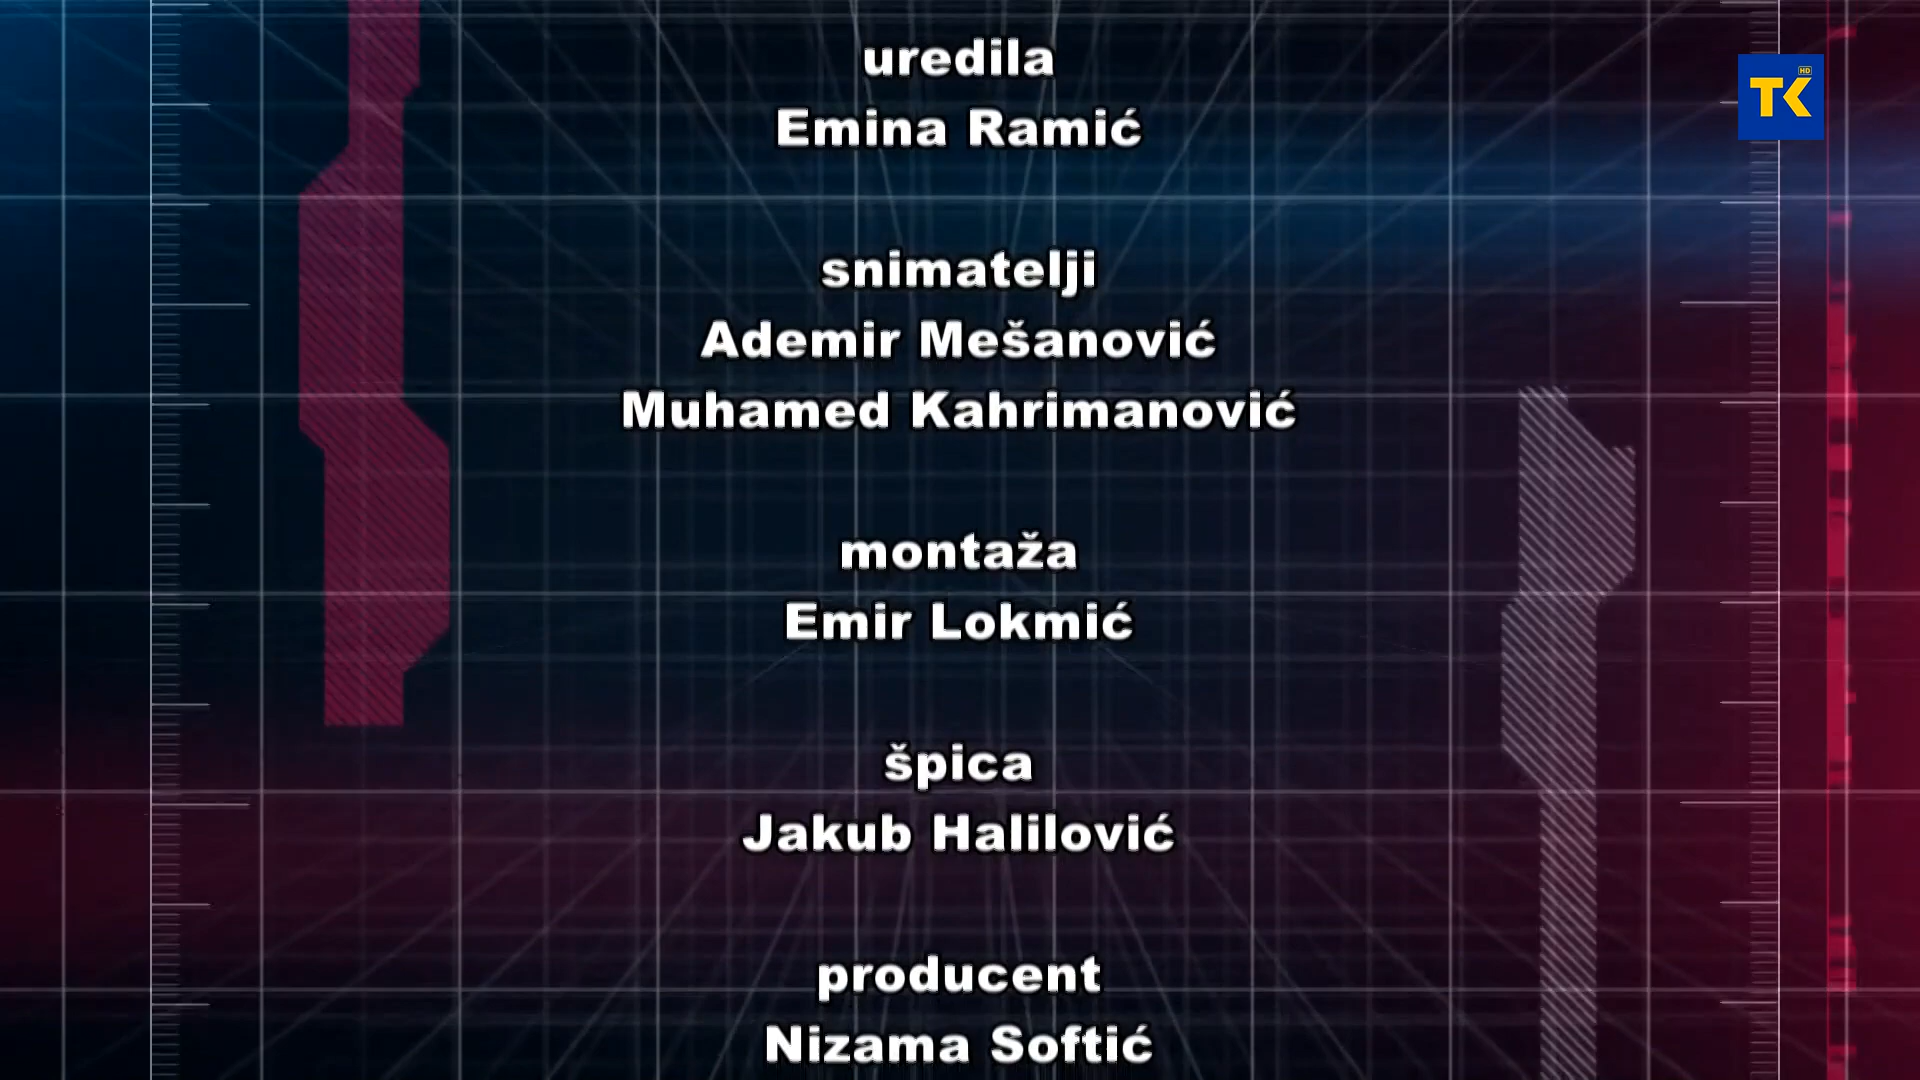 uredila
Emina Ramić
TK HD
snimatelji
Ademir Mešanović
Muhamed Kahrimanović
montaža
Emir Lokmić
špica
Jakub Halilović
producent
Nizama Softić